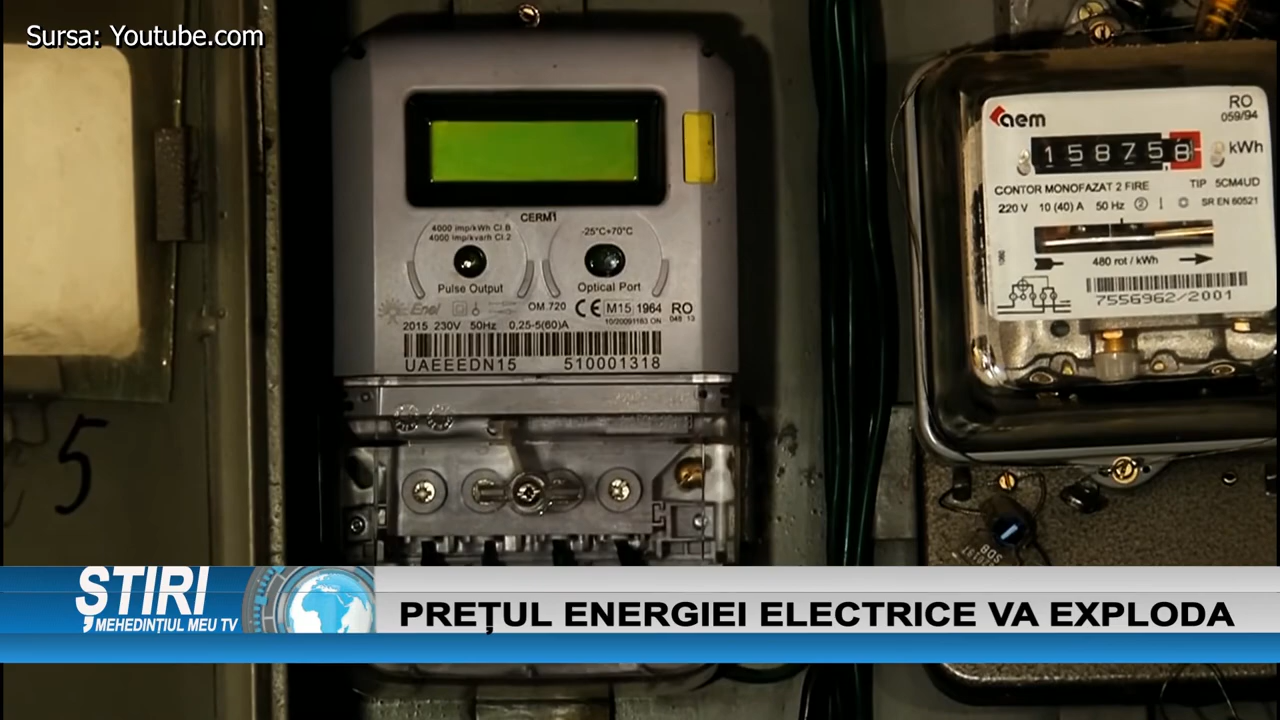 Sursa: Youtube.com
5
CERM1
4000 imp/kWh Cl.B
4000 imp/kvarh Cl.2
-25°C+70°C
Pulse Output
Optical Port
Enel
OM.720
CE M15 1964 RO
2015 230V 50Hz 0,25-5(60)A
UAEEEDN15 510001318
aem
RO
059/94
158758
kWh
CONTOR MONOFAZAT 2 FIRE
TIP 5CM4UD
220 V 10 (40) A 50 Hz
SR EN 60521
480 rot / kWh
7556962/2001
ȘTIRI
MEHEDINȚIUL MEU TV
PREȚUL ENERGIEI ELECTRICE VA EXPLODA